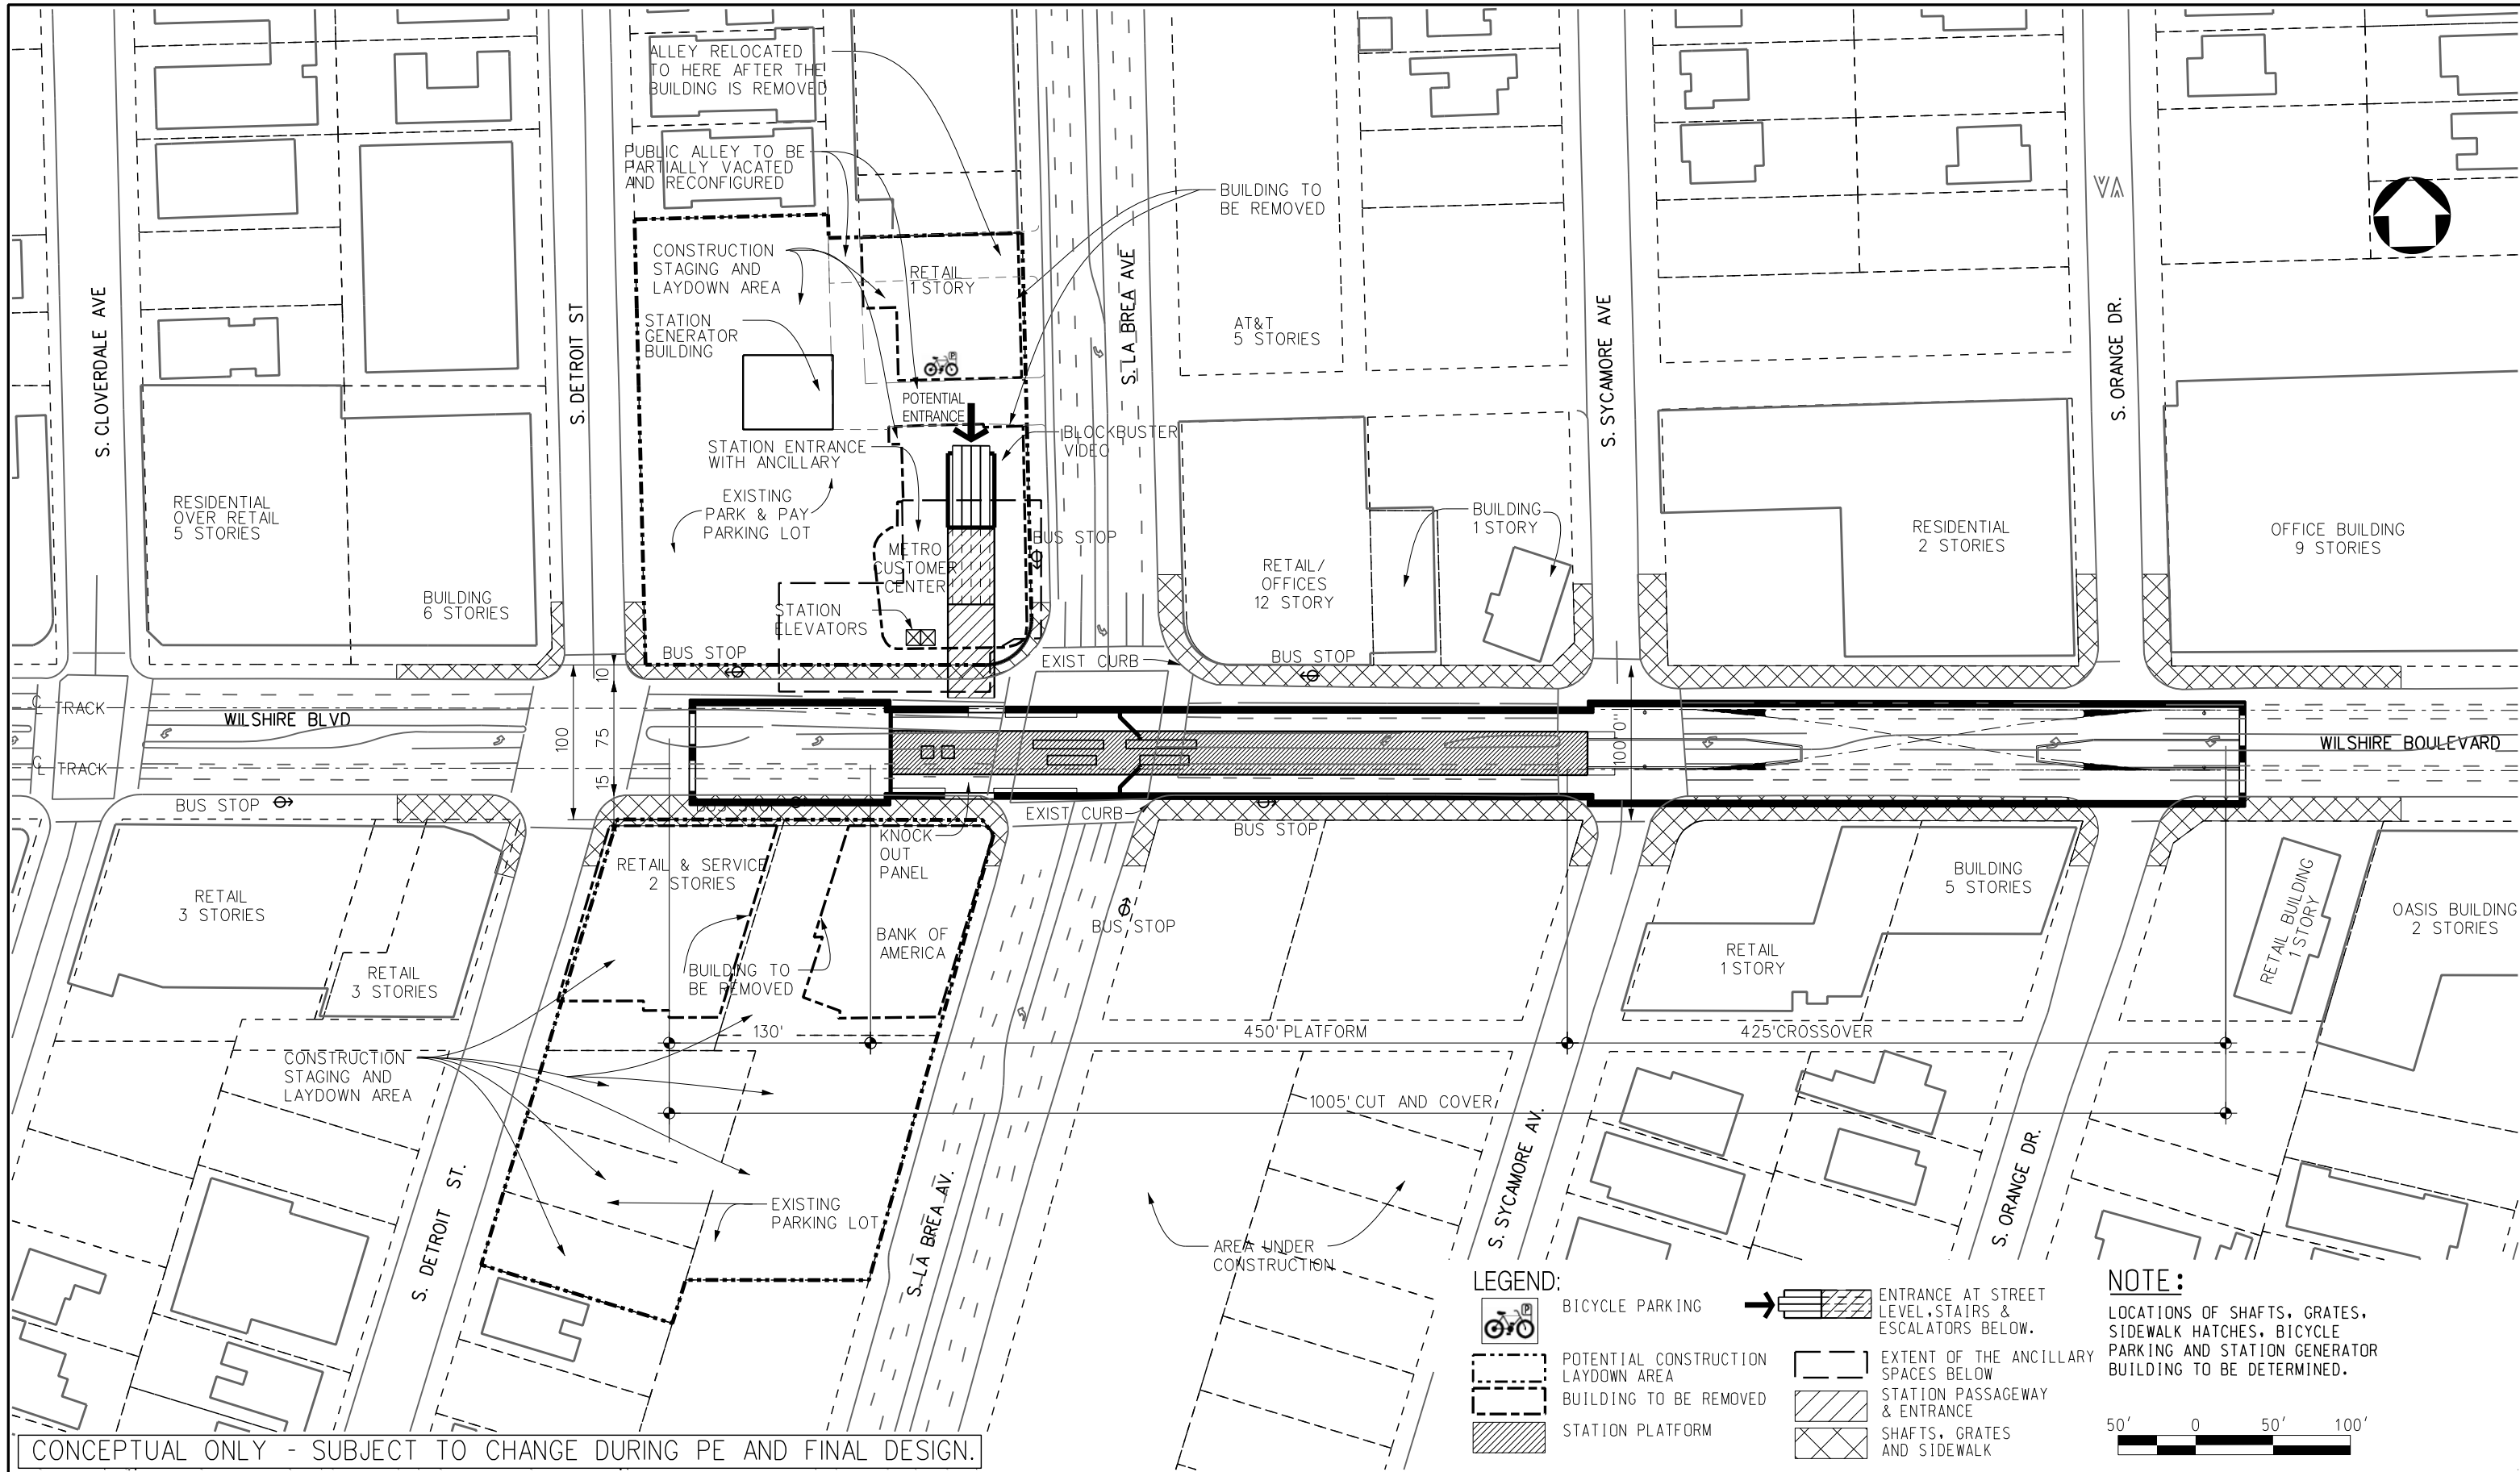 ALLEY RELOCATED
TO HERE AFTER THE
BUILDING IS REMOVED
PUBLIC ALLEY TO BE
PARTIALLY VACATED
AND RECONFIGURED
BUILDING TO
BE REMOVED
CONSTRUCTION
STAGING AND
LAYDOWN AREA
RETAIL
1 STORY
STATION
GENERATOR
BUILDING
AT&T
5 STORIES
S. CLOVERDALE AVE
S. DETROIT ST
S. LA BREA AVE
S. SYCAMORE AVE
S. ORANGE DR.
P
POTENTIAL
ENTRANCE
STATION ENTRANCE
WITH ANCILLARY
BLOCKBUSTER
VIDEO
EXISTING
PARK & PAY
PARKING LOT
RESIDENTIAL
OVER RETAIL
5 STORIES
BUILDING
6 STORIES
METRO
CUSTOMER
CENTER
BUS STOP
STATION
ELEVATORS
BUILDING
1 STORY
RETAIL/
OFFICES
12 STORY
RESIDENTIAL
2 STORIES
OFFICE BUILDING
9 STORIES
BUS STOP
EXIST CURB
BUS STOP
10
C L TRACK
WILSHIRE BLVD
100
75
15
100'0"
WILSHIRE BOULEVARD
C L TRACK
BUS STOP
BUS STOP
EXIST CURB
BUS STOP
KNOCK
OUT
PANEL
RETAIL & SERVICE
2 STORIES
RETAIL
3 STORIES
RETAIL
3 STORIES
BANK OF
AMERICA
BUILDING TO
BE REMOVED
BUS STOP
BUILDING
5 STORIES
RETAIL
1 STORY
RETAIL BUILDING
1 STORY
OASIS BUILDING
2 STORIES
130'
450' PLATFORM
425' CROSSOVER
CONSTRUCTION
STAGING AND
LAYDOWN AREA
1005' CUT AND COVER
EXISTING
PARKING LOT
AREA UNDER
CONSTRUCTION
S. DETROIT ST.
S. LA BREA AV.
S. SYCAMORE AV.
S. ORANGE DR.
LEGEND:
P
BICYCLE PARKING
POTENTIAL CONSTRUCTION
LAYDOWN AREA
BUILDING TO BE REMOVED
STATION PLATFORM
ENTRANCE AT STREET
LEVEL, STAIRS &
ESCALATORS BELOW.
EXTENT OF THE ANCILLARY
SPACES BELOW
STATION PASSAGEWAY
& ENTRANCE
SHAFTS, GRATES
AND SIDEWALK
NOTE:
LOCATIONS OF SHAFTS, GRATES,
SIDEWALK HATCHES, BICYCLE
PARKING AND STATION GENERATOR
BUILDING TO BE DETERMINED.
50' 0 50' 100'
CONCEPTUAL ONLY - SUBJECT TO CHANGE DURING PE AND FINAL DESIGN.